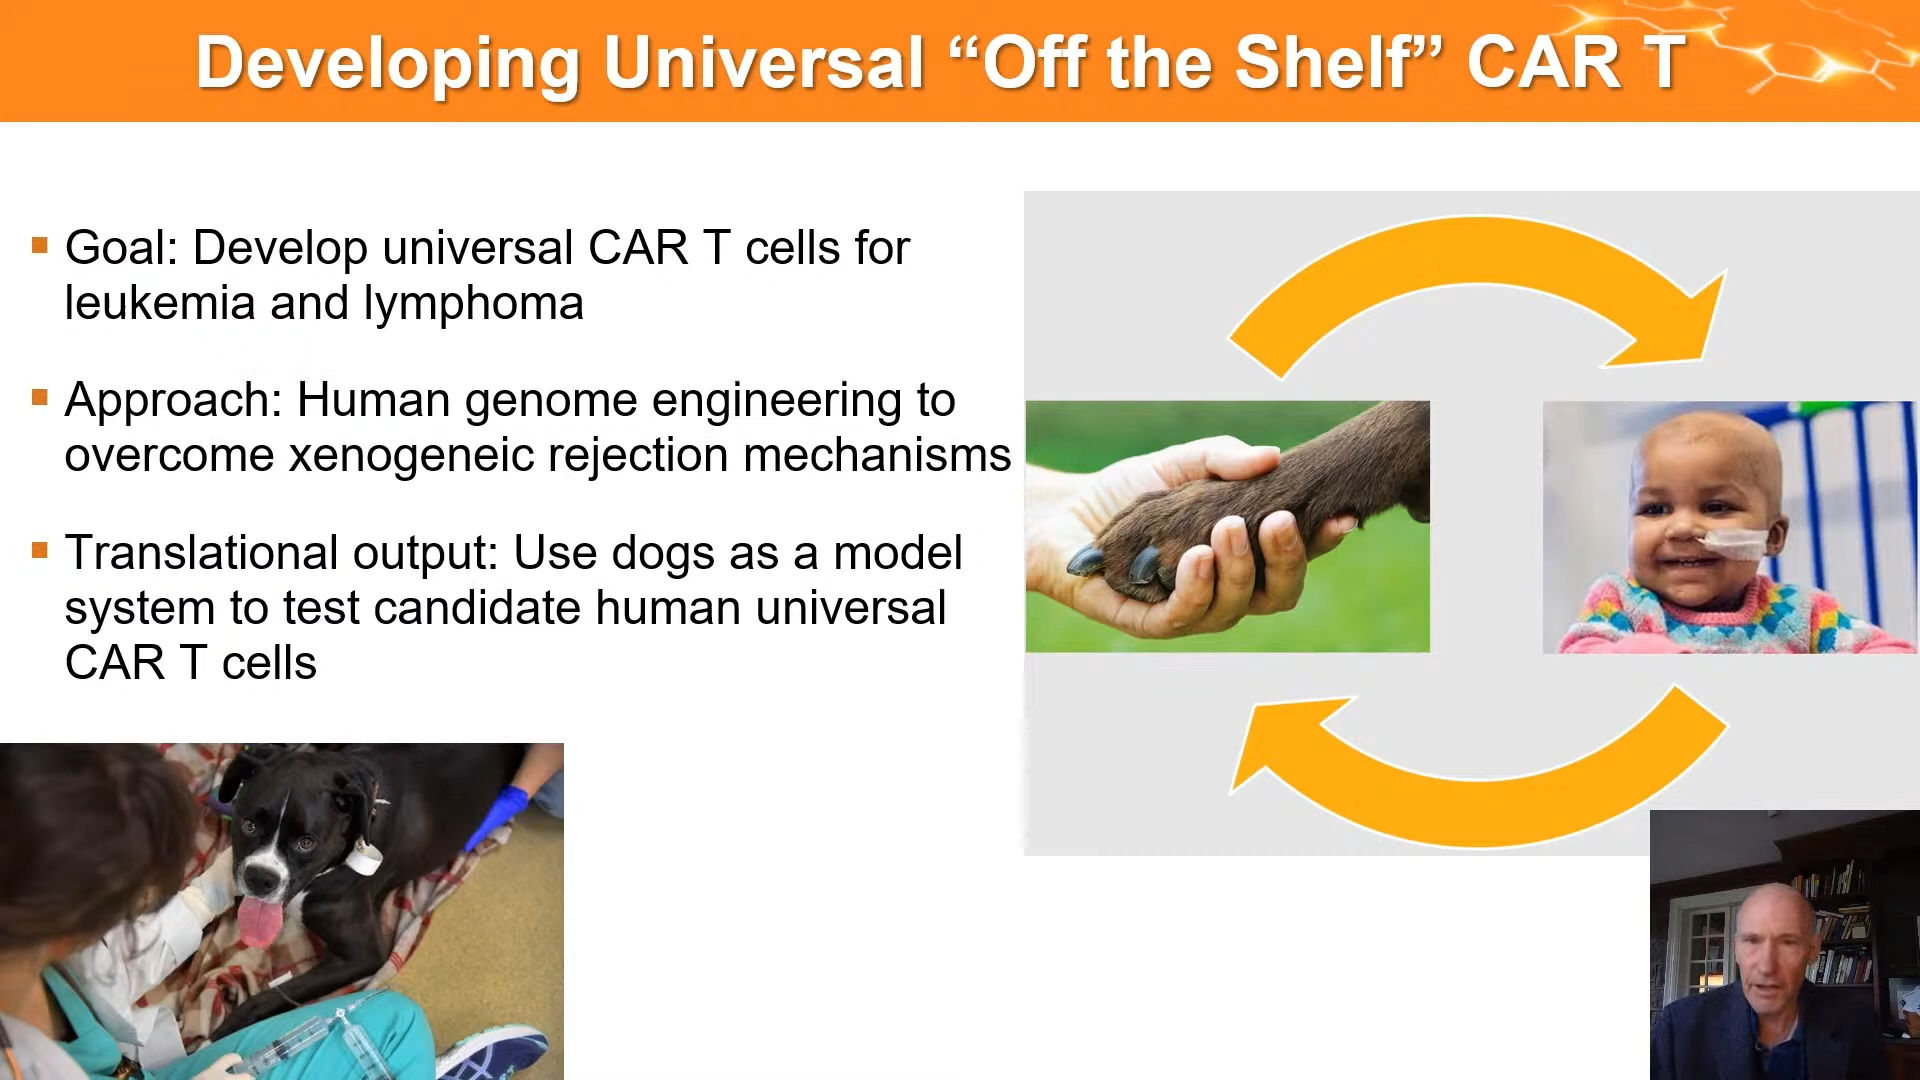 Developing Universal “Off the Shelf” CAR T
Goal: Develop universal CAR T cells for
leukemia and lymphoma
Approach: Human genome engineering to
overcome xenogeneic rejection mechanisms
Translational output: Use dogs as a model
system to test candidate human universal
CAR T cells